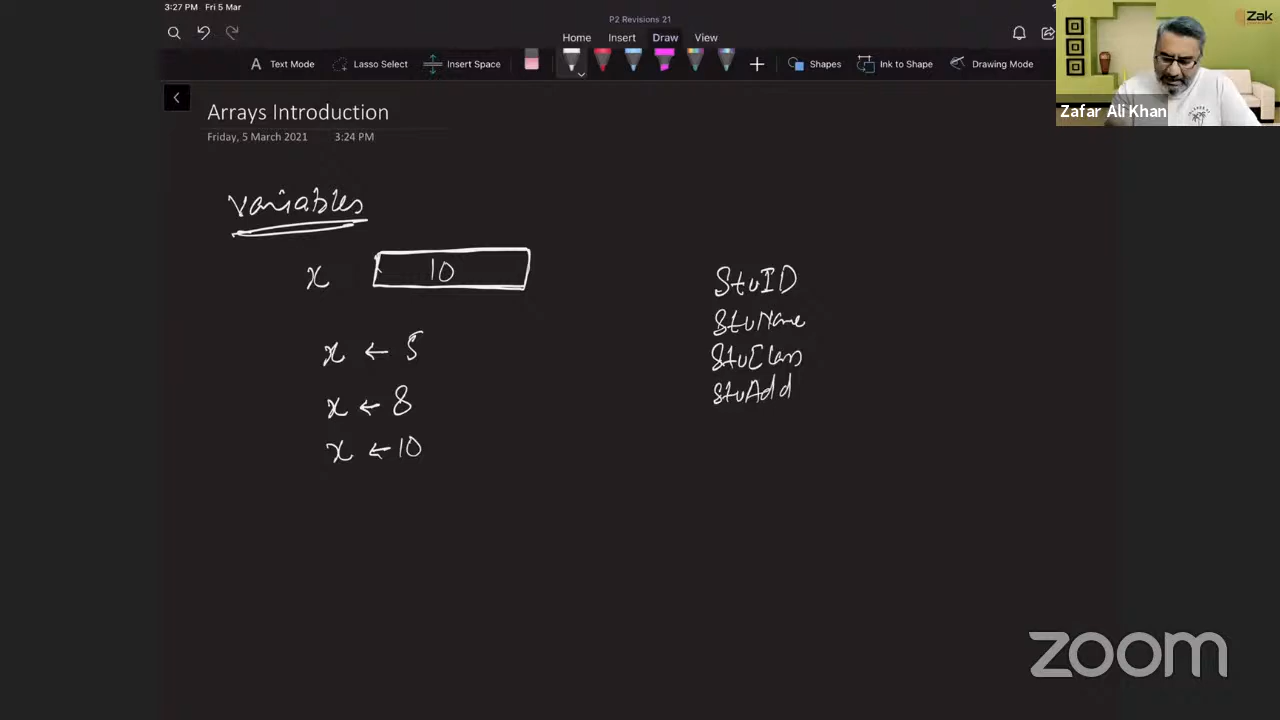 3:27 PM Fri 5 Mar
P2 Revisions 21
Home Insert Draw View
Text Mode Lasso Select Insert Space Shapes Ink to Shape Drawing Mode
Zak
Zafar Ali Khan
Arrays Introduction
Friday, 5 March 2021 3:24 PM
Variables
x 10
x ← 5
x ← 8
x ← 10
StuID
StuName
StuClass
StuAdd
zoom